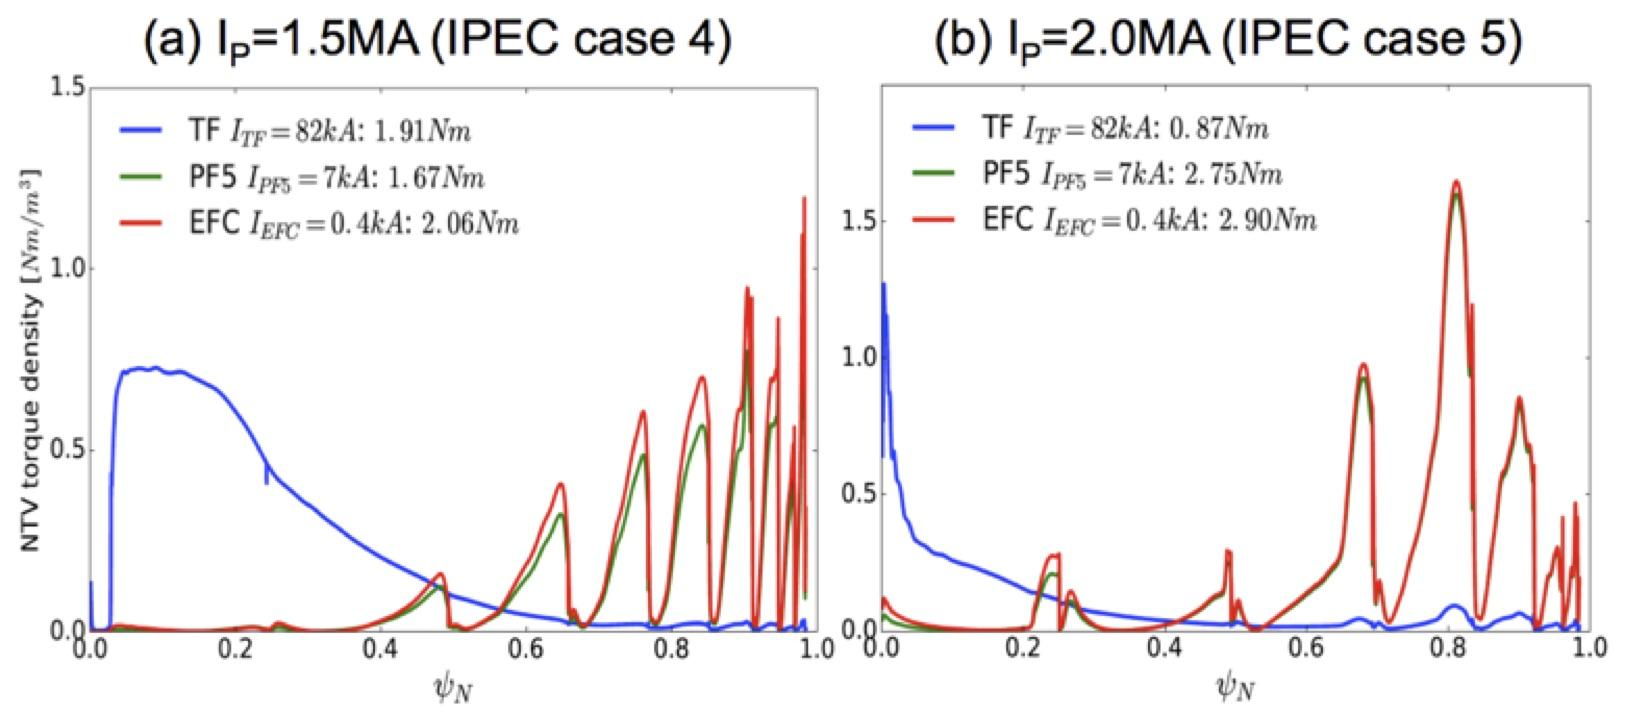 (a) I_P=1.5MA (IPEC case 4)
1.5
TF I_TF = 82kA: 1.91Nm
PF5 I_PF5 = 7kA: 1.67Nm
EFC I_EFC = 0.4kA: 2.06Nm
1.0
0.5
0.0
NTV torque density [Nm/m³]
0.0 0.2 0.4 0.6 0.8 1.0
ψ_N
(b) I_P=2.0MA (IPEC case 5)
TF I_TF = 82kA: 0.87Nm
PF5 I_PF5 = 7kA: 2.75Nm
EFC I_EFC = 0.4kA: 2.90Nm
1.5
1.0
0.5
0.0
0.0 0.2 0.4 0.6 0.8 1.0
ψ_N